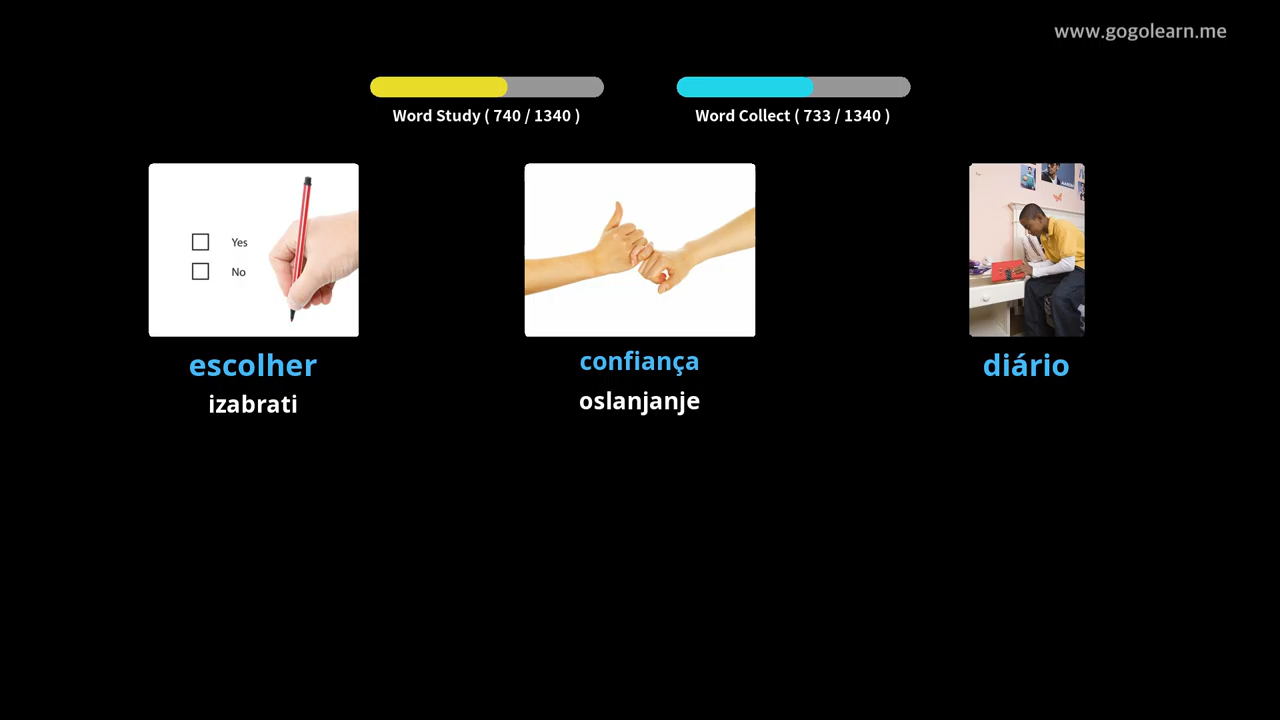 www.gogolearn.me
Word Study ( 740 / 1340 )
Word Collect ( 733 / 1340 )
Yes
No
escolher
izabrati
confiança
oslanjanje
diário